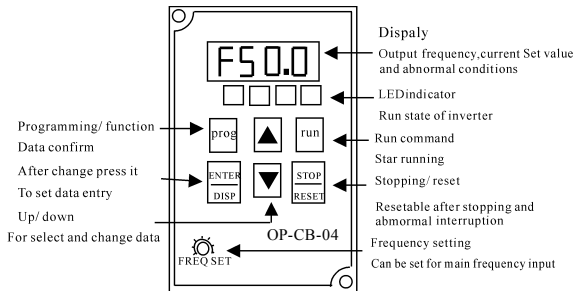 Dispaly
F50.0
Output frequency,current Set value
and abnormal conditions
LEDindicator
Run state of inverter
Programming/ function
Data confirm
prog
run
Run command
Star running
After change press it
To set data entry
ENTER
DISP
STOP
RESET
Stopping/ reset
Resetable after stopping and
abnormal interruption
Up/ down
For select and change data
OP-CB-04
FREQ SET
Frequency setting
Can be set for main frequency input